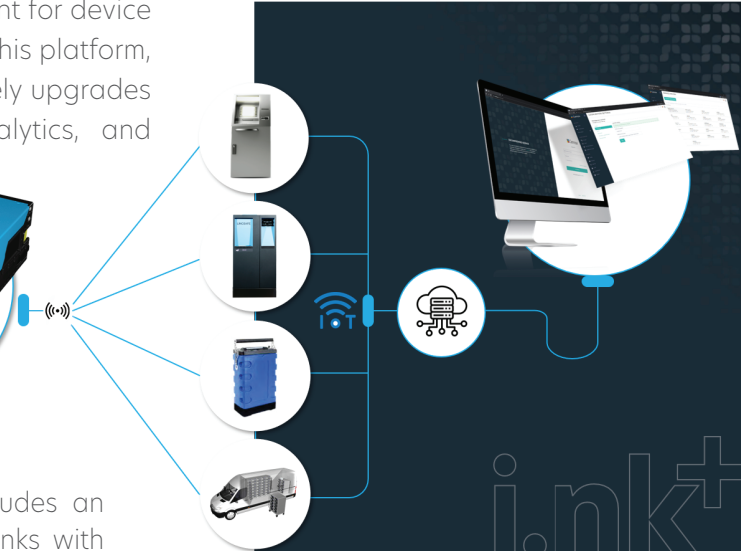 nt for device
his platform,
ely upgrades
alytics, and
IoT
udes an
nks with
i.nk+